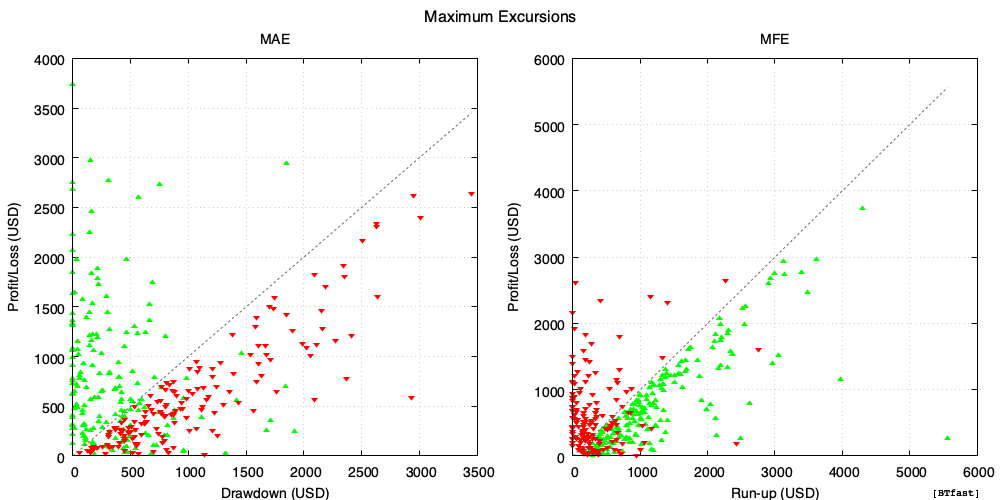 Maximum Excursions
MAE
MFE
4000
3500
3000
2500
2000
1500
1000
500
0
Profit/Loss (USD)
0 500 1000 1500 2000 2500 3000 3500
Drawdown (USD)
6000
5000
4000
3000
2000
1000
0
Profit/Loss (USD)
0 1000 2000 3000 4000 5000 6000
Run-up (USD)
[BTfast]